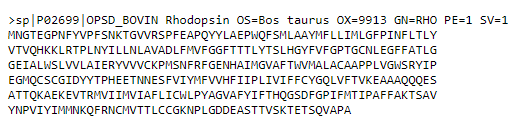 >sp|P02699|OPSD_BOVIN Rhodopsin OS=Bos taurus OX=9913 GN=RHO PE=1 SV=1
MNGTEGPNFYVPFSNKTGVVRSPFEAPQYYLAEPWQFSMLAAYMFLLIMLGFPINFLTLY
VTVQHKKLRTPLNYILLNLAVADLFMVFGGFTTTLYTSLHGYFVFGPTGCNLEGFFATLG
GEIALWSLVVLAIERYVVVCKPMSNFRFGENHAIMGVAFTWVMALACAAPPLVGWSRYIP
EGMQCSCGIDYYTPHEETNNESFVIYMFVVHFIIPLIVIFFCYGQLVFTVKEAAAQQQES
ATTQKAEKEVTRMVIIMVIAFLICWLPYAGVAFYIFTHQGSDFGPIFMTIPAFFAKTSAV
YNPVIYIMMNKQFRNCMVTTLCCGKNPLGDDEASTTVSKTETSQVAPA